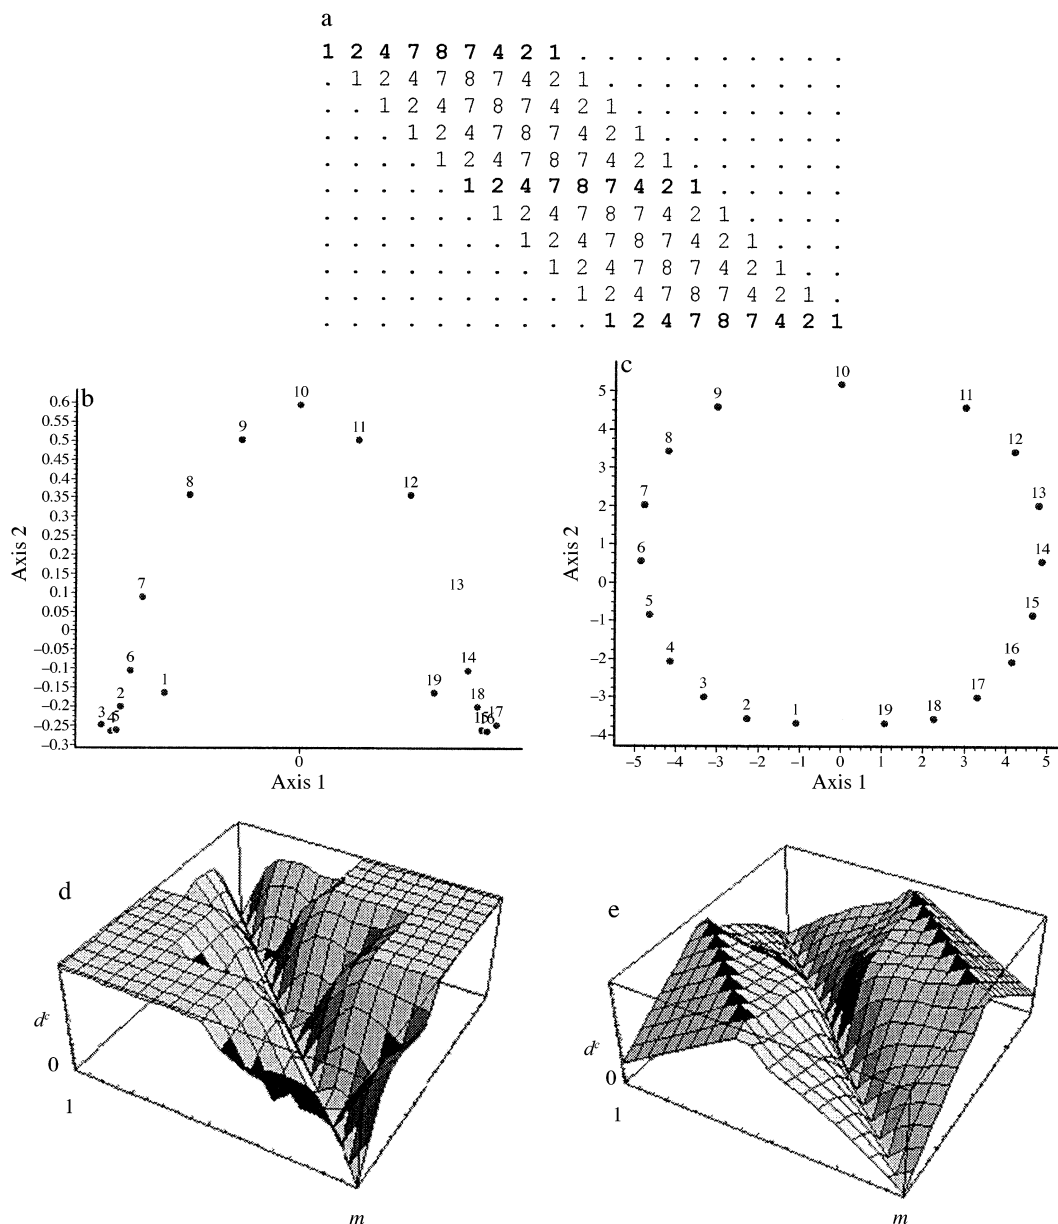 a
1 2 4 7 8 7 4 2 1 . . . . . . . . . .
. 1 2 4 7 8 7 4 2 1 . . . . . . . . .
. . 1 2 4 7 8 7 4 2 1 . . . . . . . .
. . . 1 2 4 7 8 7 4 2 1 . . . . . . .
. . . . 1 2 4 7 8 7 4 2 1 . . . . . .
. . . . . 1 2 4 7 8 7 4 2 1 . . . . .
. . . . . . 1 2 4 7 8 7 4 2 1 . . . .
. . . . . . . 1 2 4 7 8 7 4 2 1 . . .
. . . . . . . . 1 2 4 7 8 7 4 2 1 . .
. . . . . . . . . 1 2 4 7 8 7 4 2 1 .
. . . . . . . . . . 1 2 4 7 8 7 4 2 1
b
Axis 2
0.6
0.55
0.5
0.45
0.4
0.35
0.3
0.25
0.2
0.15
0.1
0.05
0
–0.05
–0.1
–0.15
–0.2
–0.25
–0.3
10
9
11
8
12
7
13
6
14
2
1
19
18
3
4
5
15
16
17
0
Axis 1
c
Axis 2
5
4
3
2
1
0
–1
–2
–3
–4
10
9
11
8
12
7
13
6
14
5
15
4
16
3
17
2
1
19
18
–5 –4 –3 –2 –1 0 1 2 3 4 5
Axis 1
d
dᶜ
0
1
m
e
dᶜ
0
1
m